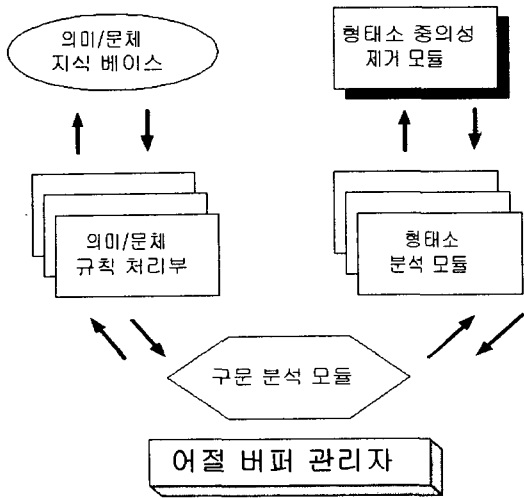 의미/문체
지식 베이스
형태소 중의성
제거 모듈
의미/문체
규칙 처리부
형태소
분석 모듈
구문 분석 모듈
어절 버퍼 관리자